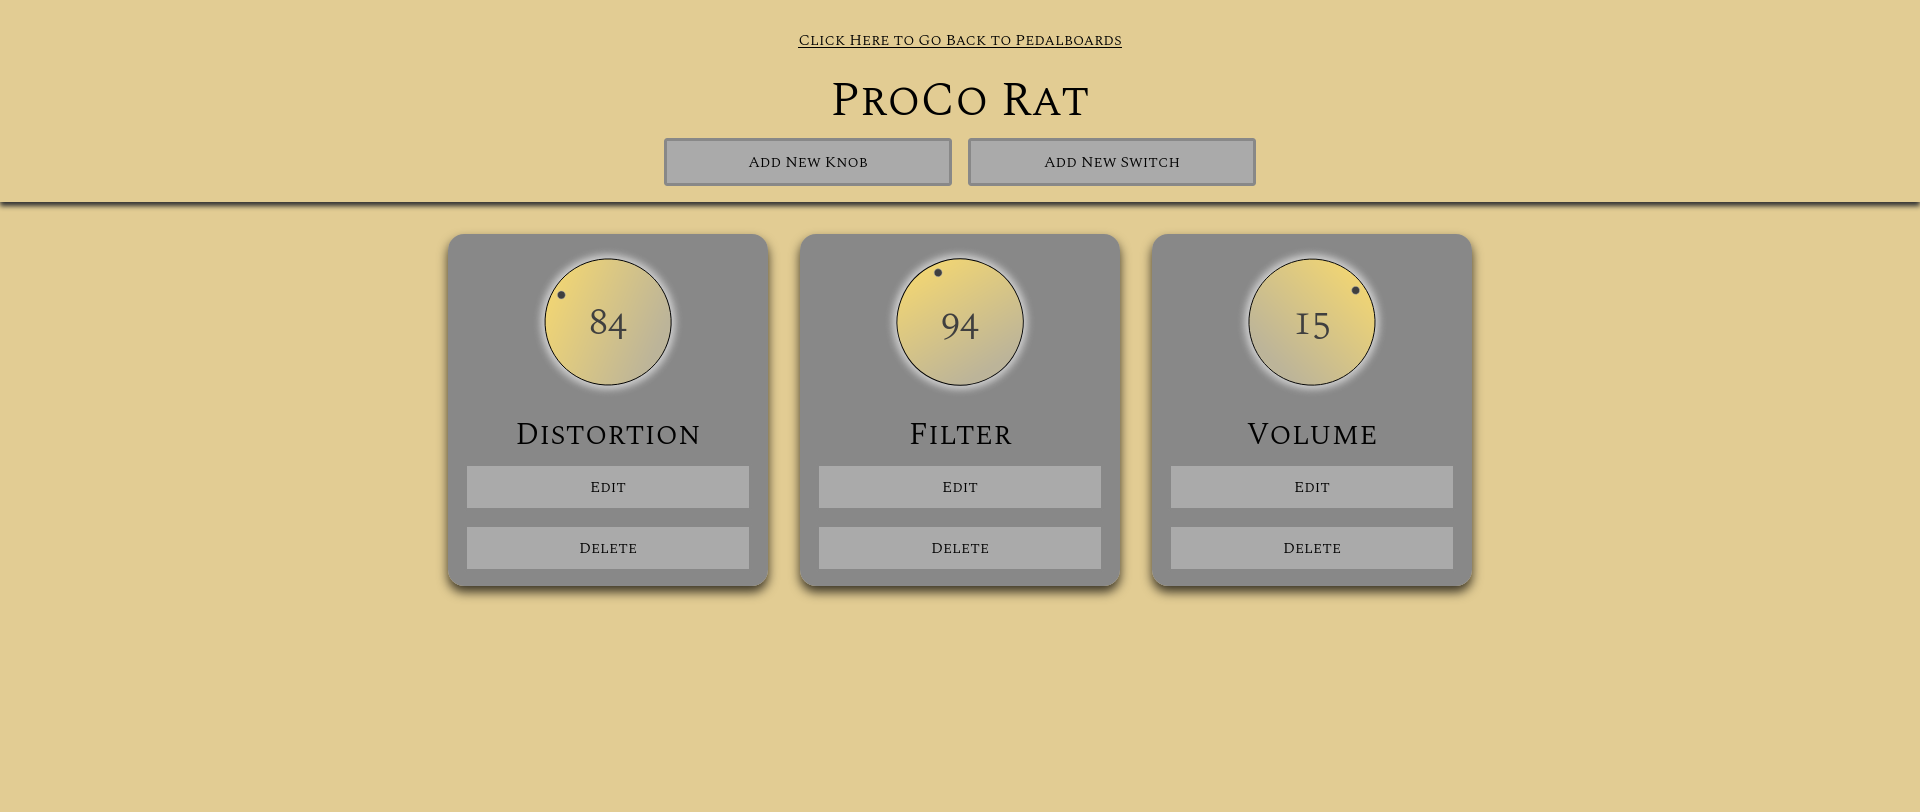 Click Here to Go Back to Pedalboards
ProCo Rat
Add New Knob
Add New Switch
84
94
15
Distortion
Filter
Volume
Edit
Edit
Edit
Delete
Delete
Delete